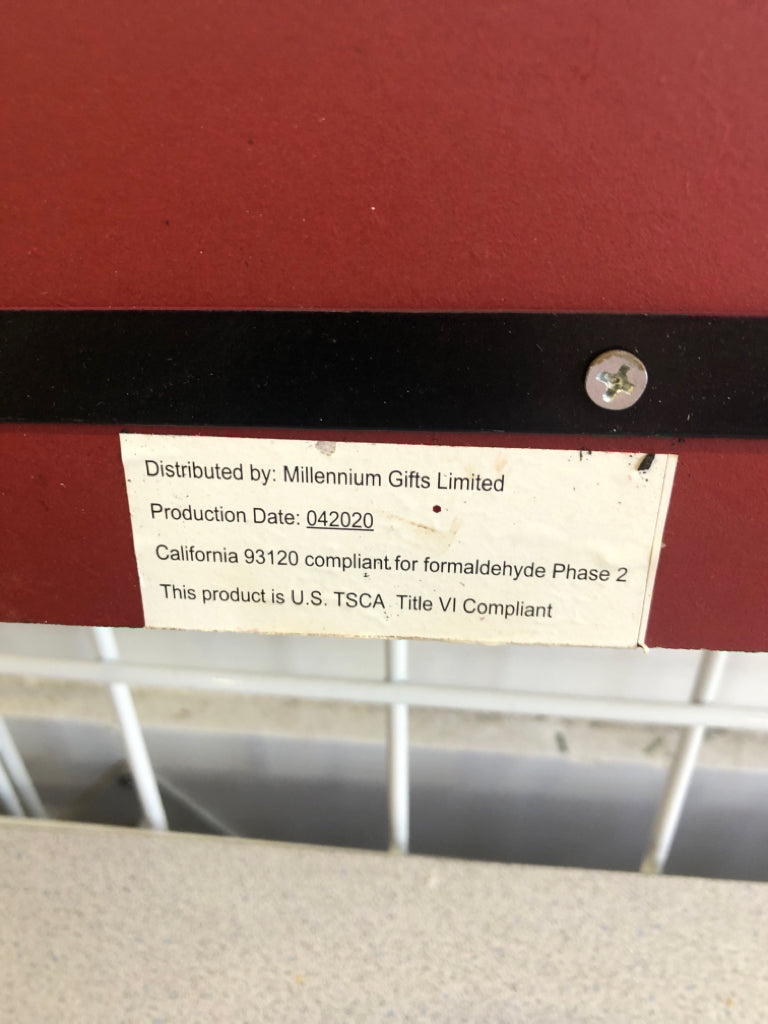 Distributed by: Millennium Gifts Limited
Production Date: 042020
California 93120 compliant for formaldehyde Phase 2
This product is U.S. TSCA Title VI Compliant